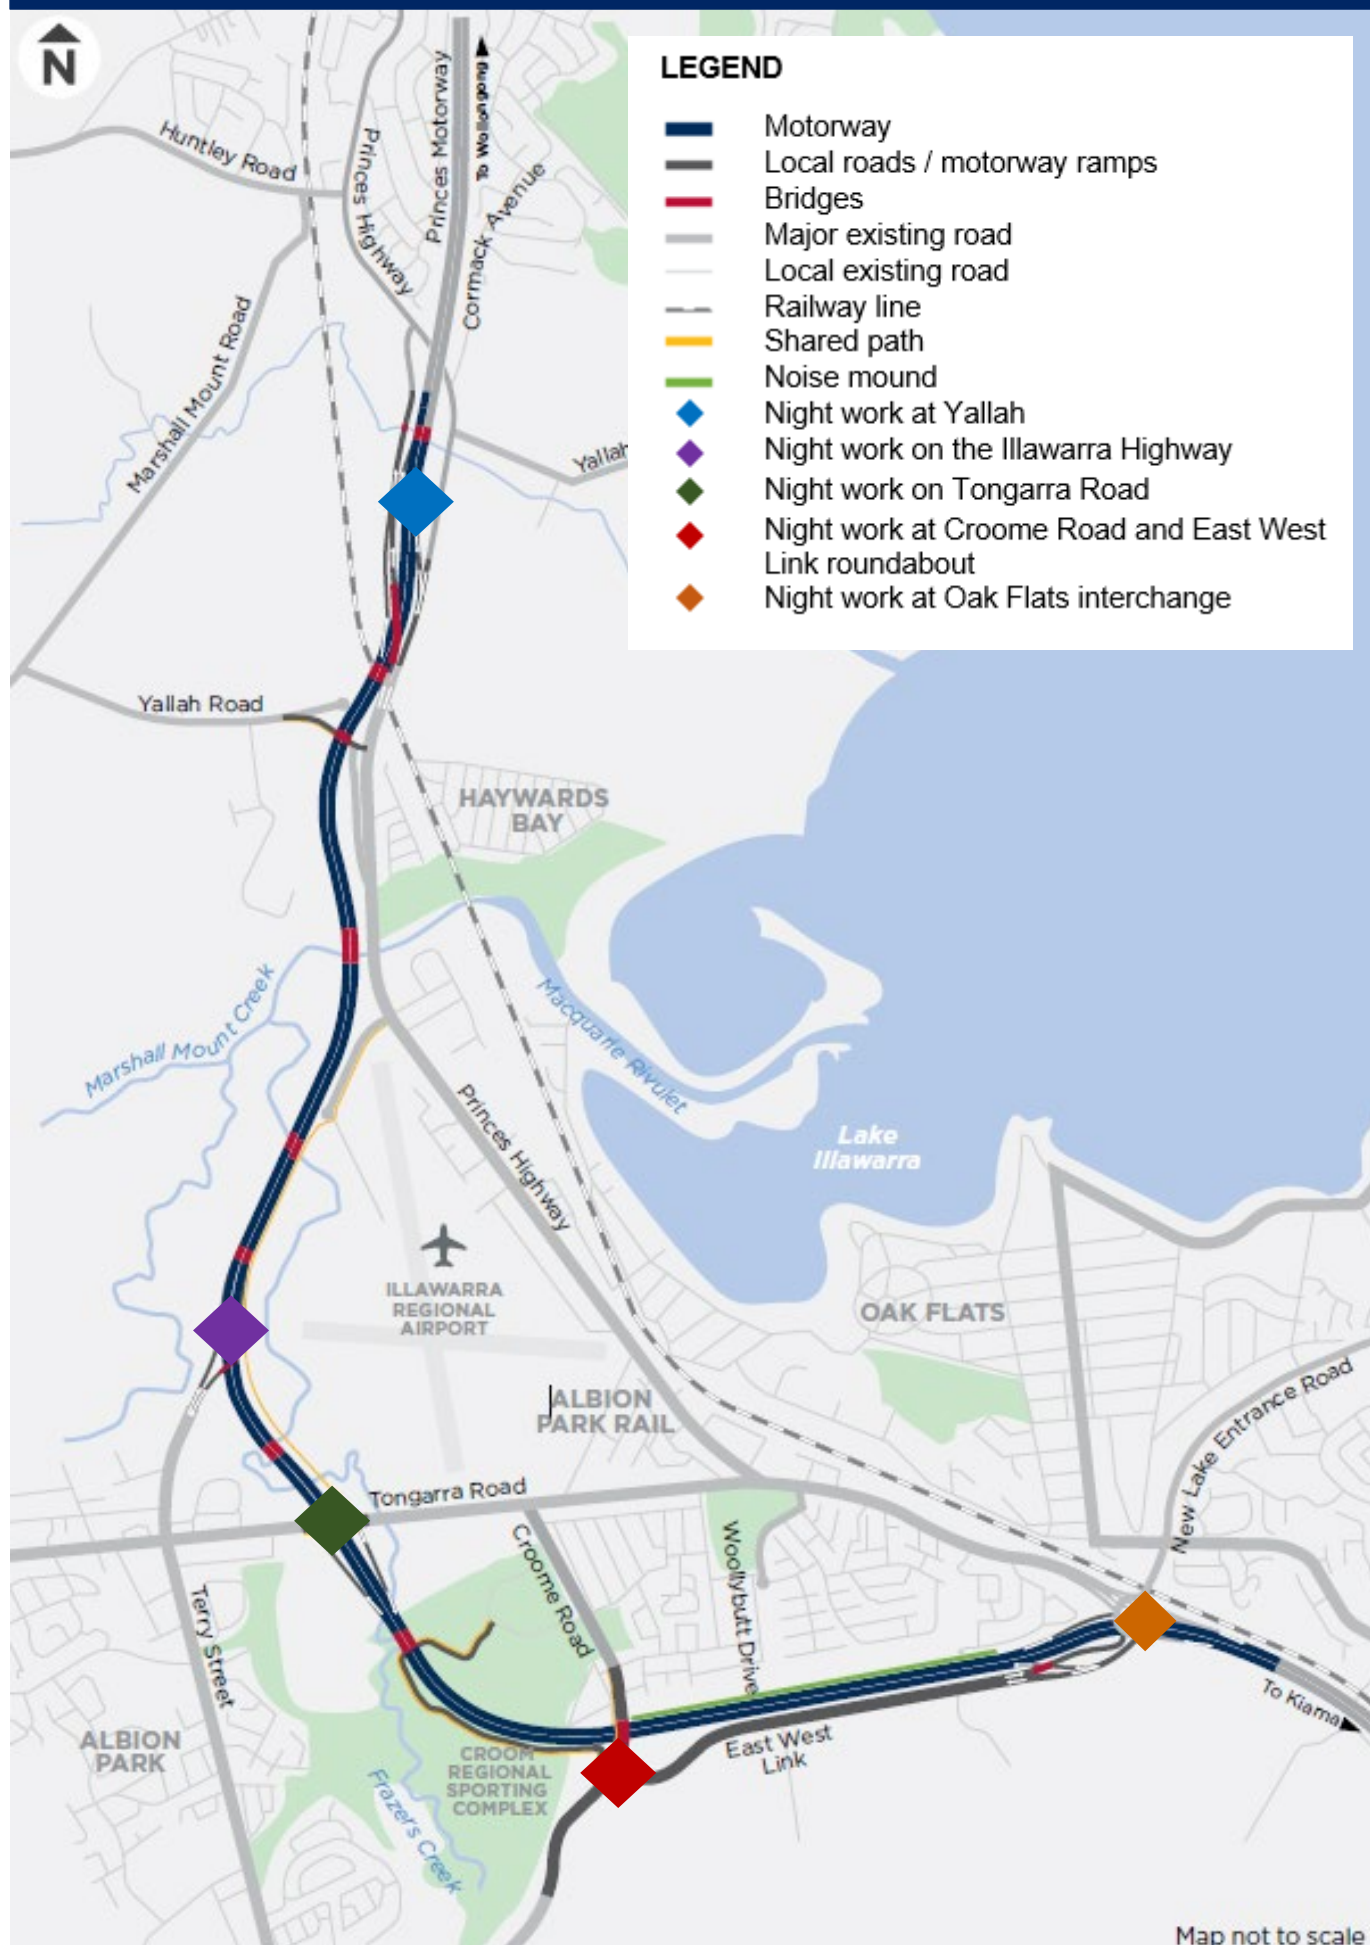 N
LEGEND
Motorway
Local roads / motorway ramps
Bridges
Major existing road
Local existing road
Railway line
Shared path
Noise mound
Night work at Yallah
Night work on the Illawarra Highway
Night work on Tongarra Road
Night work at Croome Road and East West
Link roundabout
Night work at Oak Flats interchange
Huntley Road
Princes Highway
Princes Motorway
To Wollongong
Cormack Avenue
Marshall Mount Road
Yallah
Yallah Road
HAYWARDS
BAY
Marshall Mount Creek
Macquarie Rivulet
Princes Highway
Lake
Illawarra
ILLAWARRA
REGIONAL
AIRPORT
OAK FLATS
ALBION
PARK RAIL
New Lake Entrance Road
Tongarra Road
Croome Road
Woollybutt Drive
Terry Street
To Kiama
East West
Link
ALBION
PARK
CROOM
REGIONAL
SPORTING
COMPLEX
Frazers Creek
Map not to scale